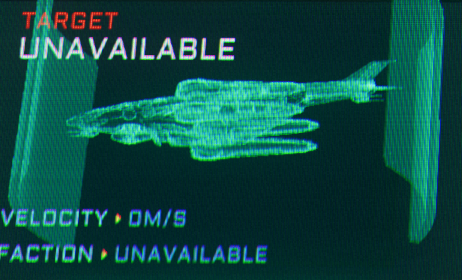 TARGET
UNAVAILABLE
VELOCITY ▸ 0M/S
FACTION ▸ UNAVAILABLE